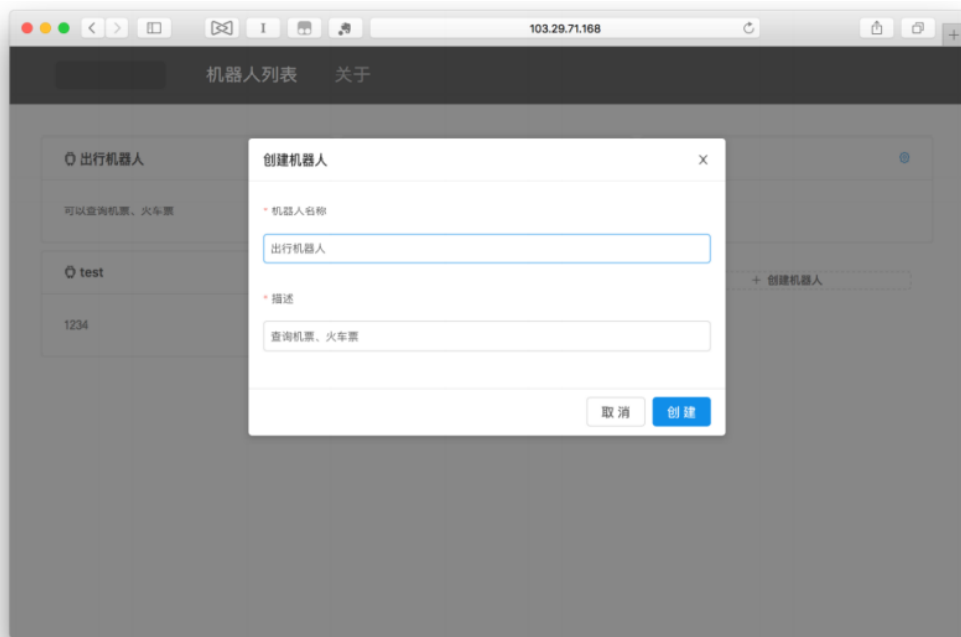 103.29.71.168
机器人列表 关于
出行机器人
可以查询机票、火车票
test
1234
+ 创建机器人
创建机器人 X
* 机器人名称
出行机器人
* 描述
查询机票、火车票
取 消 创 建